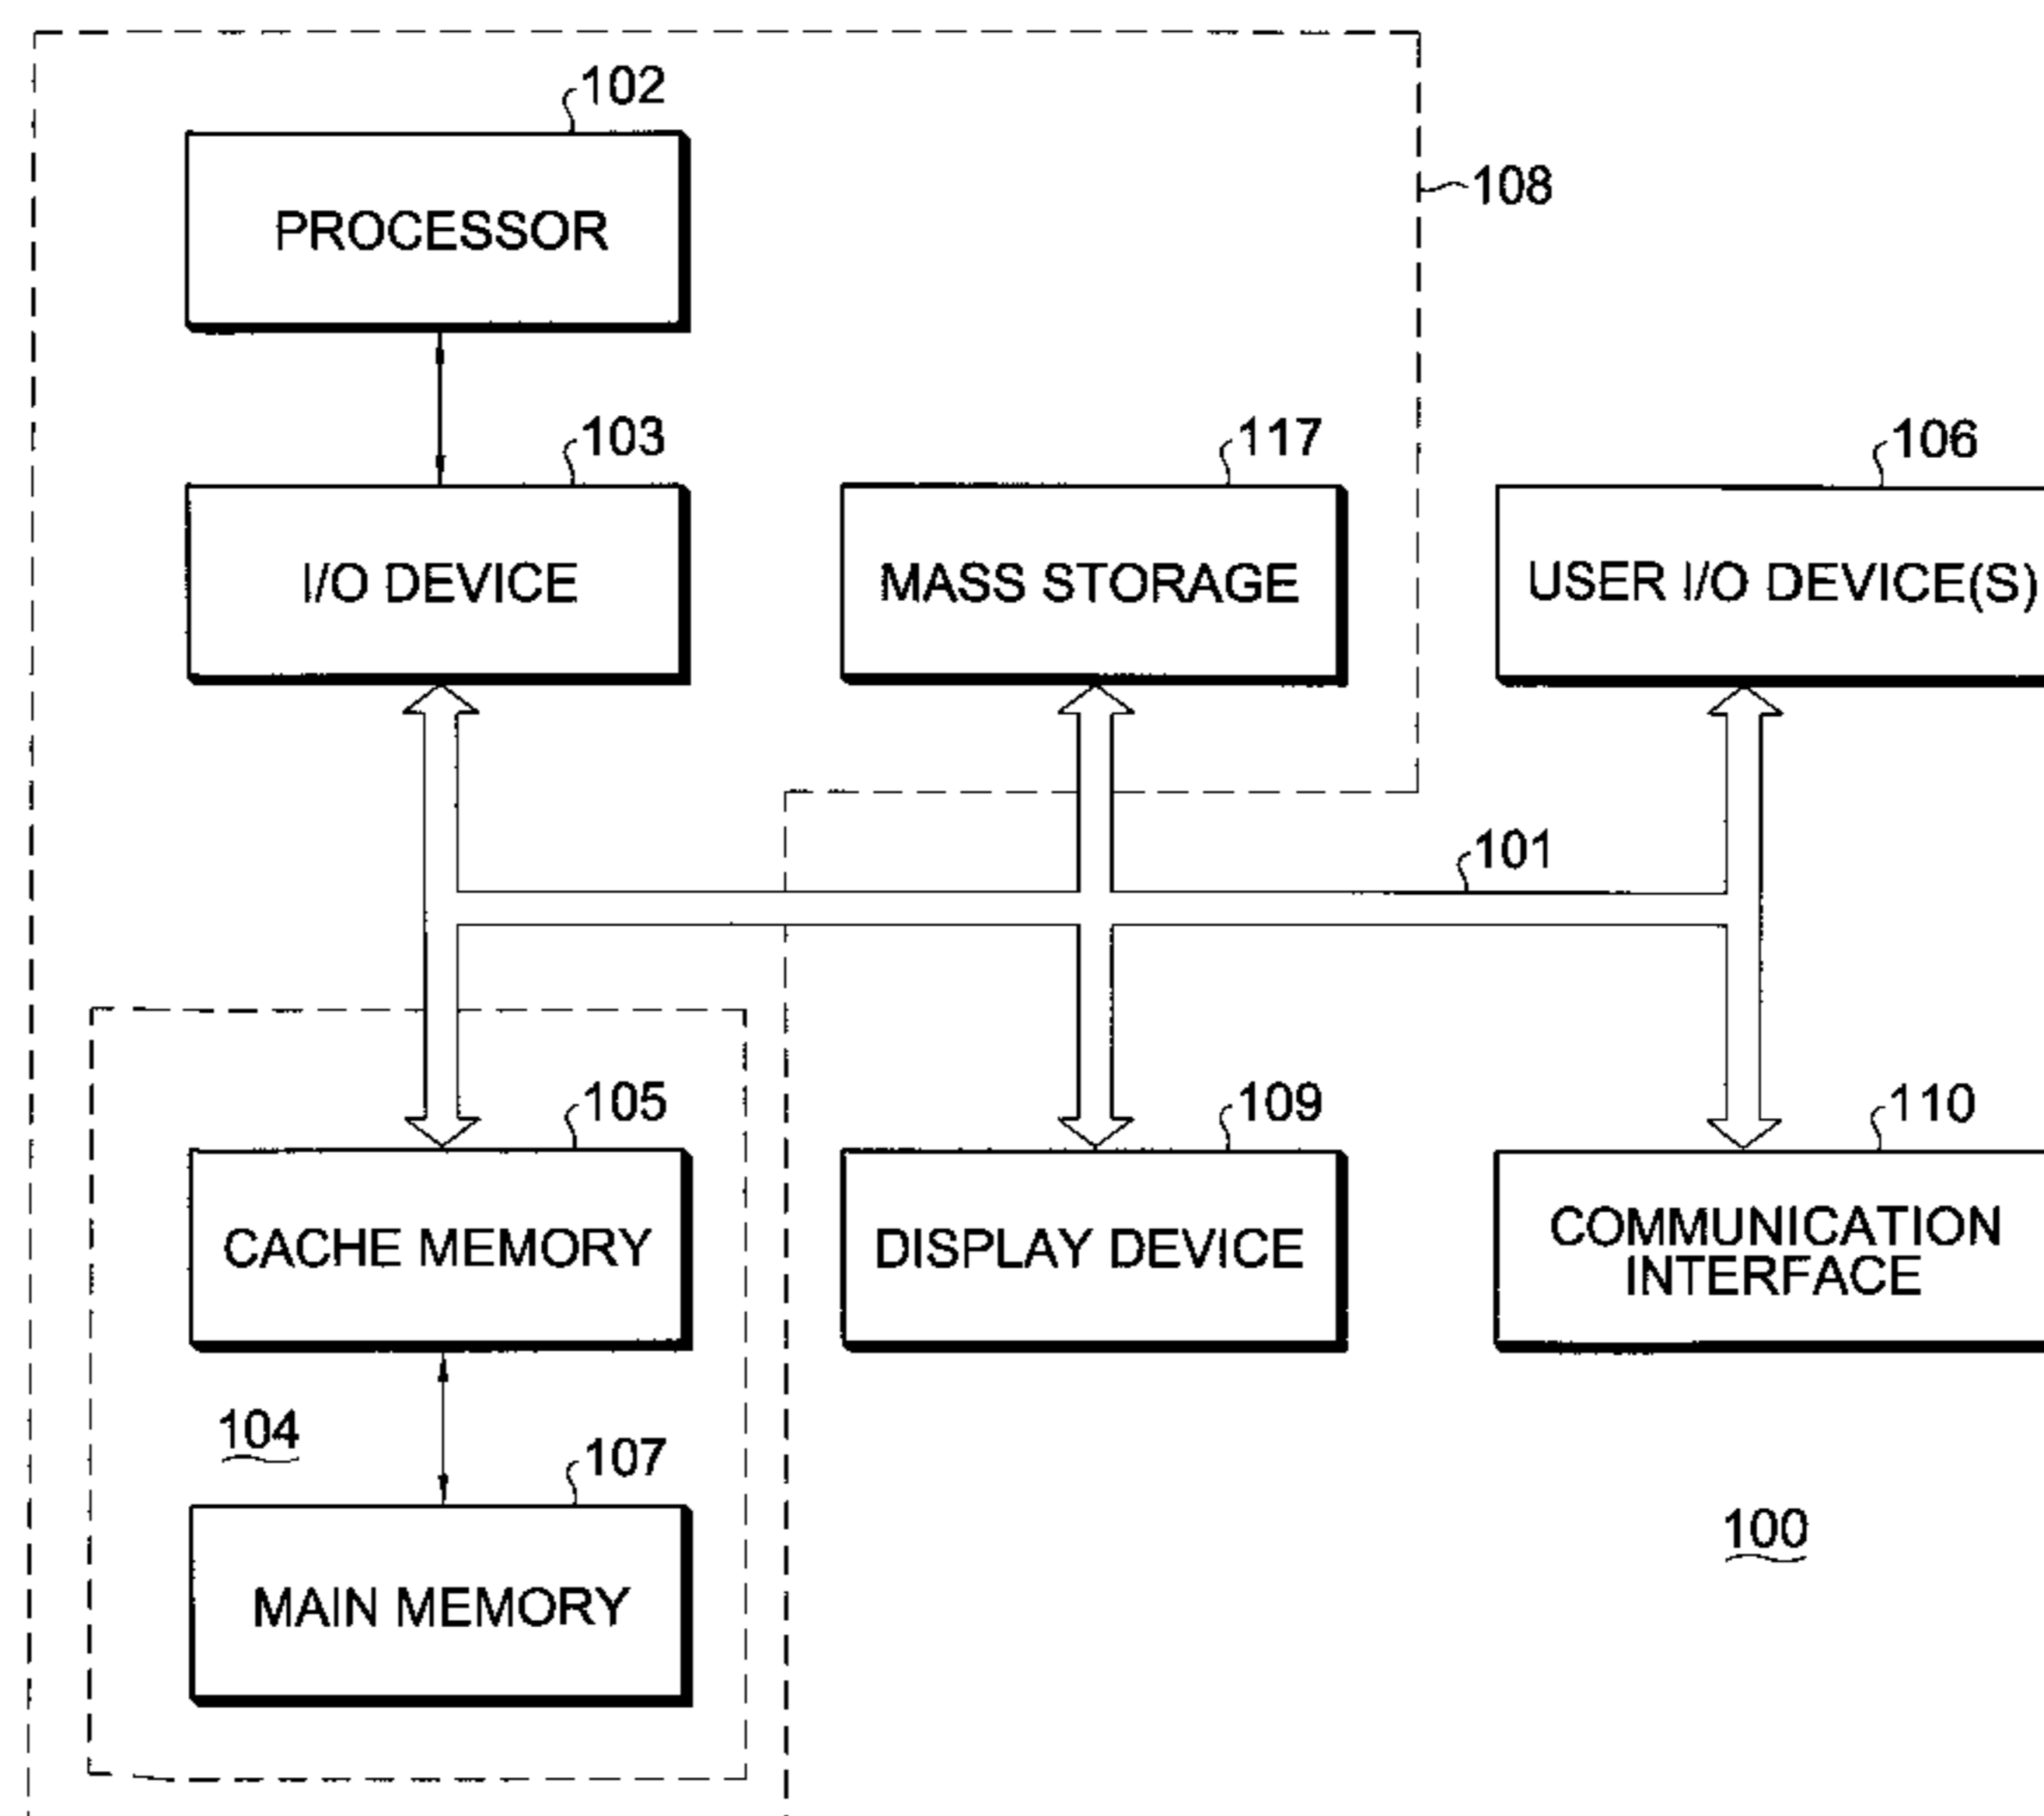 102
PROCESSOR
108
103
I/O DEVICE
117
MASS STORAGE
106
USER I/O DEVICE(S)
101
105
CACHE MEMORY
109
DISPLAY DEVICE
110
COMMUNICATION
INTERFACE
104
107
MAIN MEMORY
100